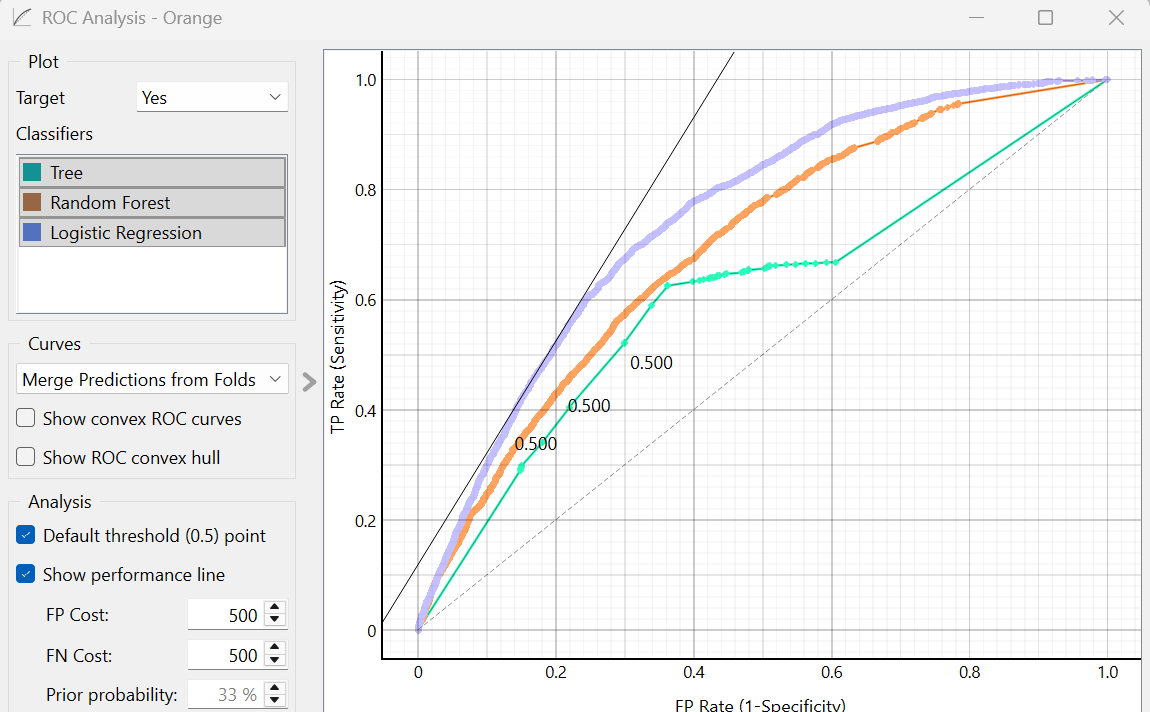 ROC Analysis - Orange
Plot
Target
Yes
Classifiers
Tree
Random Forest
Logistic Regression
Curves
Merge Predictions from Folds
Show convex ROC curves
Show ROC convex hull
Analysis
Default threshold (0.5) point
Show performance line
FP Cost:
500
FN Cost:
500
Prior probability:
33 %
TP Rate (Sensitivity)
1.0
0.8
0.6
0.4
0.2
0
0.500
0.500
0.500
0
0.2
0.4
0.6
0.8
1.0
FP Rate (1-Specificity)